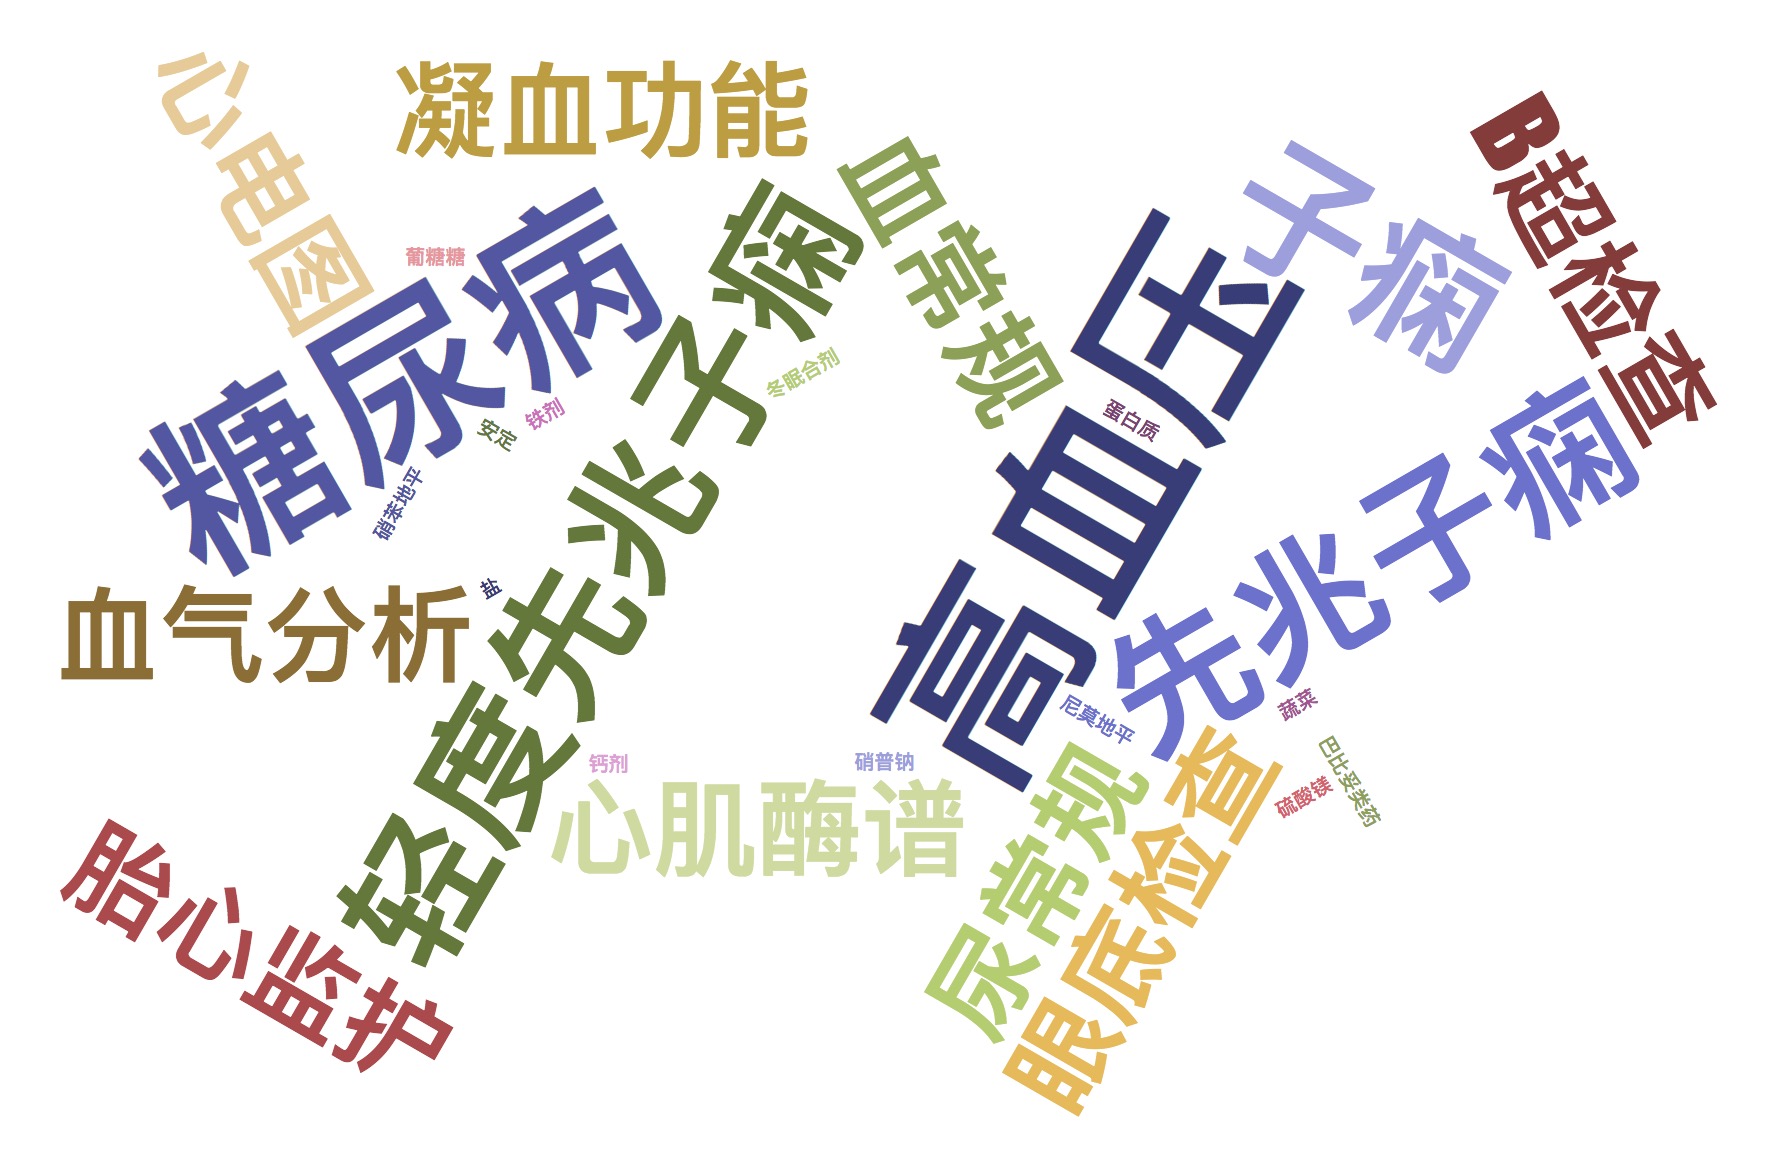 心电图
凝血功能
B超检查
血常规
子痫
糖尿病
葡糖糖
轻度先兆子痫
高血压
冬眠合剂
铁剂
安定
蛋白质
先兆子痫
硝苯地平
盐
血气分析
蔬菜
尼莫地平
巴比妥类药
钙剂
硝普钠
硫酸镁
心肌酶谱
尿常规
眼底检查
胎心监护